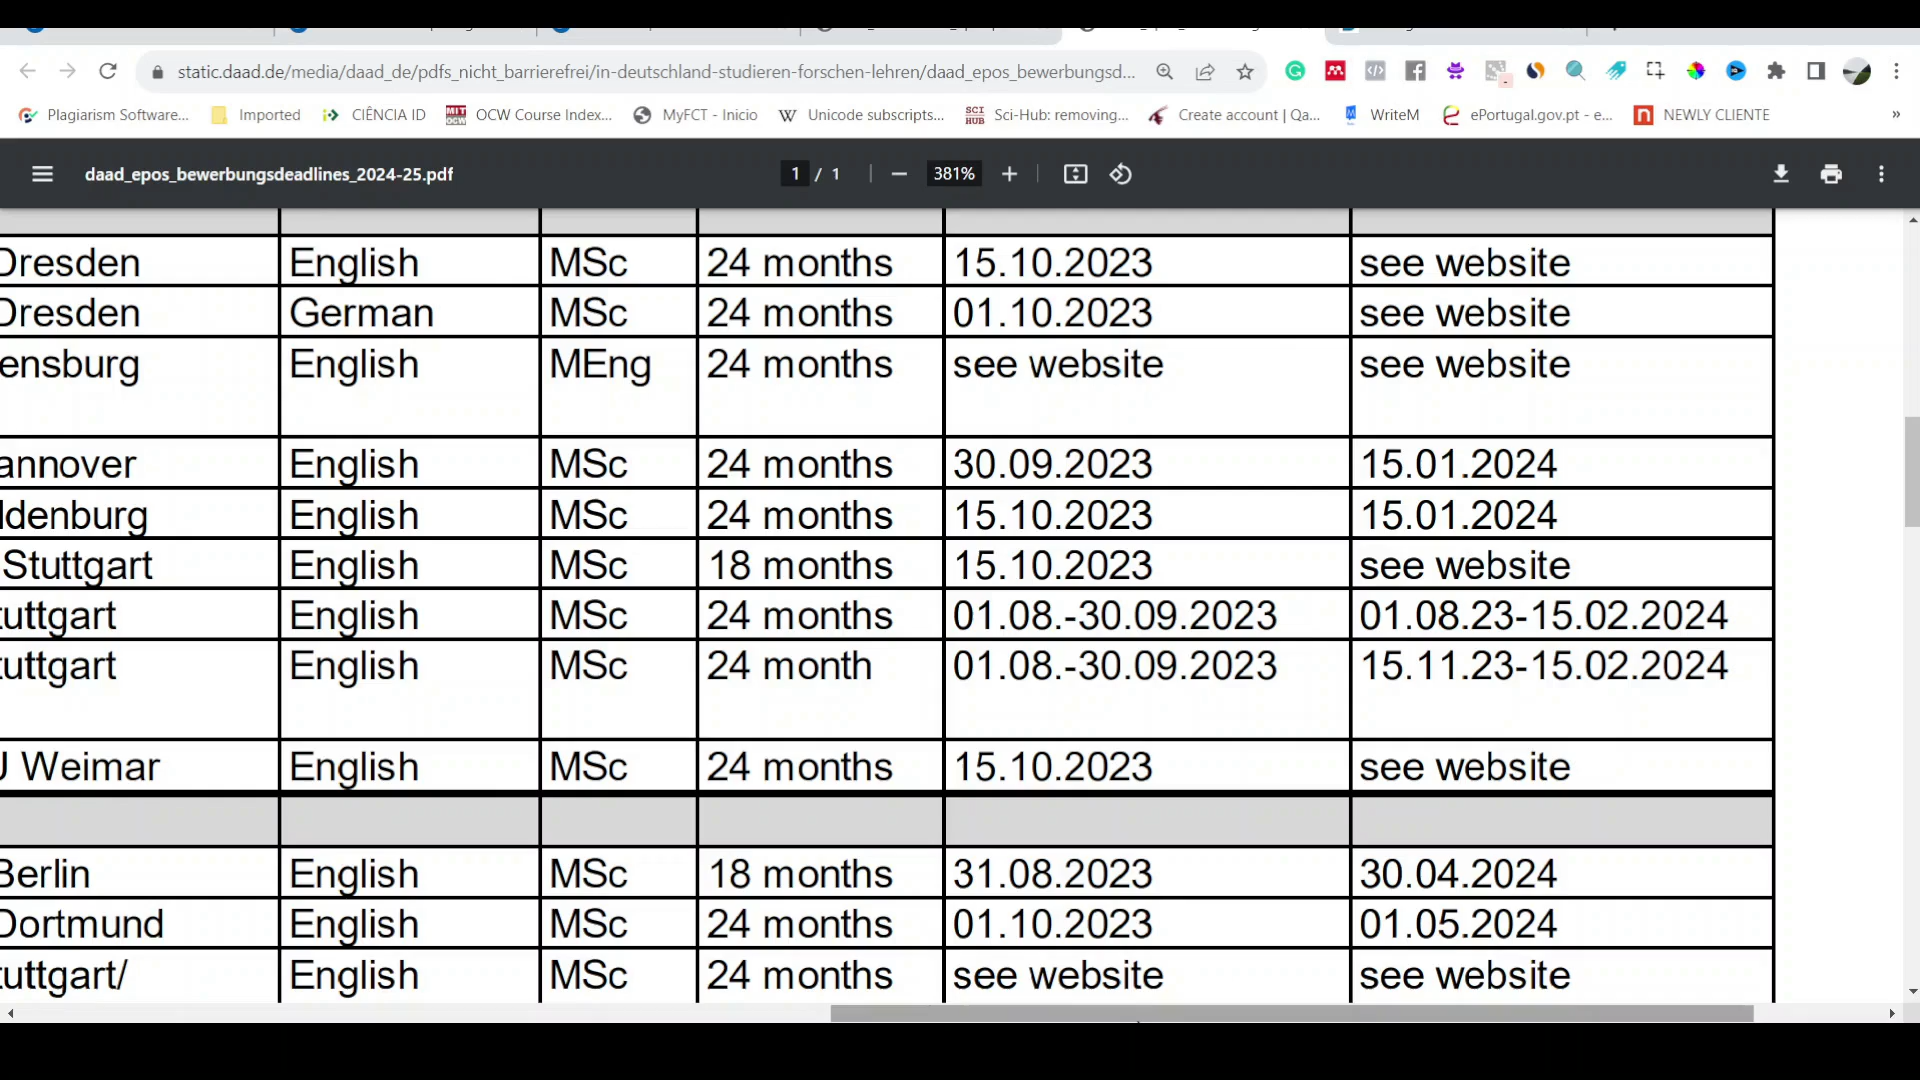 static.daad.de/media/daad_de/pdfs_nicht_barrierefrei/in-deutschland-studieren-forschen-lehren/daad_epos_bewerbungsd...
Plagiarism Software... Imported CIÊNCIA ID OCW Course Index... MyFCT - Inicio Unicode subscripts... Sci-Hub: removing... Create account | Qa... WriteM ePortugal.gov.pt - e... NEWLY CLIENTE »
daad_epos_bewerbungsdeadlines_2024-25.pdf 1 / 1 381%
Dresden English MSc 24 months 15.10.2023 see website
Dresden German MSc 24 months 01.10.2023 see website
ensburg English MEng 24 months see website see website
annover English MSc 24 months 30.09.2023 15.01.2024
ldenburg English MSc 24 months 15.10.2023 15.01.2024
Stuttgart English MSc 18 months 15.10.2023 see website
tuttgart English MSc 24 months 01.08.-30.09.2023 01.08.23-15.02.2024
tuttgart English MSc 24 month 01.08.-30.09.2023 15.11.23-15.02.2024
U Weimar English MSc 24 months 15.10.2023 see website
Berlin English MSc 18 months 31.08.2023 30.04.2024
Dortmund English MSc 24 months 01.10.2023 01.05.2024
tuttgart/ English MSc 24 months see website see website